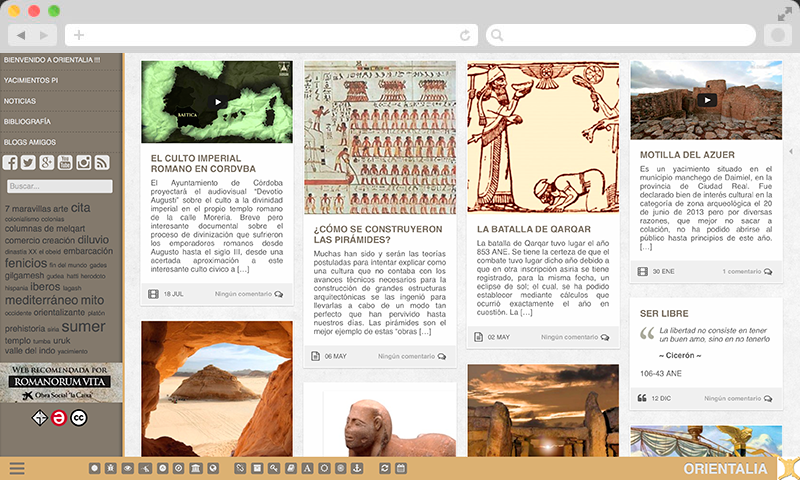 BIENVENIDO A ORIENTALIA !!!
YACIMIENTOS PI
NOTICIAS
BIBLIOGRAFÍA
BLOGS AMIGOS
Buscar...
7 maravillas arte cita
colonialismo colonias
columnas de melqart
comercio creación diluvio
dinastía XX el obeid embarcación
fenicios fin del mundo gades
gilgamesh gudea hatti herodoto
hispania iberos lagash
mediterráneo mito
occidente orientalizante platón
prehistoria siria sumer
templo tumba uruk
valle del indo yacimiento
WEB RECOMENDADA POR
ROMANORUM VITA
Obra Social "la Caixa"
BAETICA
EL CULTO IMPERIAL
ROMANO EN CORDVBA
El Ayuntamiento de Córdoba
proyectará el audiovisual "Devotio
Augusti" sobre el culto a la divinidad
imperial en el propio templo romano
de la calle Morería. Breve pero
interesante documental sobre el
proceso de divinización que sufrieron
los emperadores romanos desde
Augusto hasta el siglo III, desde una
acertada aproximación a este
interesante culto cívico a [...]
18 JUL Ningún comentario
¿CÓMO SE CONSTRUYERON
LAS PIRÁMIDES?
Muchas han sido y serán las teorías
postuladas para intentar explicar como
una cultura que no contaba con los
avances técnicos necesarios para la
construcción de grandes estructuras
arquitectónicas se las ingenió para
llevarlas a cabo de un modo tan
perfecto que han pervivido hasta
nuestros días. Las pirámides son el
mejor ejemplo de estas "obras [...]
06 MAY Ningún comentario
LA BATALLA DE QARQAR
La batalla de Qarqar tuvo lugar el año
853 ANE. Se tiene la certeza de que el
combate tuvo lugar dicho año debido a
que en otra inscripción asiria se tiene
registrado, para la misma fecha, un
eclipse de sol; el cual, se ha podido
establecer mediante cálculos que
ocurrió exactamente el año en
cuestión. La [...]
02 MAY Ningún comentario
MOTILLA DEL AZUER
Es un yacimiento situado en el
municipio manchego de Daimiel, en la
provincia de Ciudad Real. Fue
declarado bien de interés cultural en la
categoría de zona arqueológica el 20
de junio de 2013 pero por diversas
razones, que mejor no sacar a
colación, no ha podido abrirse al
público hasta principios de este año.
[...]
30 ENE 1 comentario
SER LIBRE
La libertad no consiste en tener
un buen amo, sino en no tenerlo
~ Cicerón ~
106-43 ANE
12 DIC Ningún comentario
ORIENTALIA